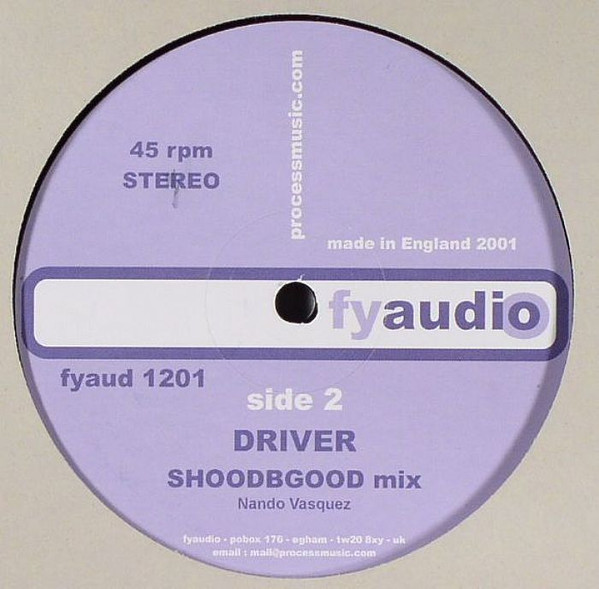 processmusic.com
45 rpm
STEREO
made in England 2001
fyaudio
fyaud 1201
side 2
DRIVER
SHOODBGOOD mix
Nando Vasquez
fyaudio - pobox 176 - egham - tw20 8xy - uk
email : mail@processmusic.com